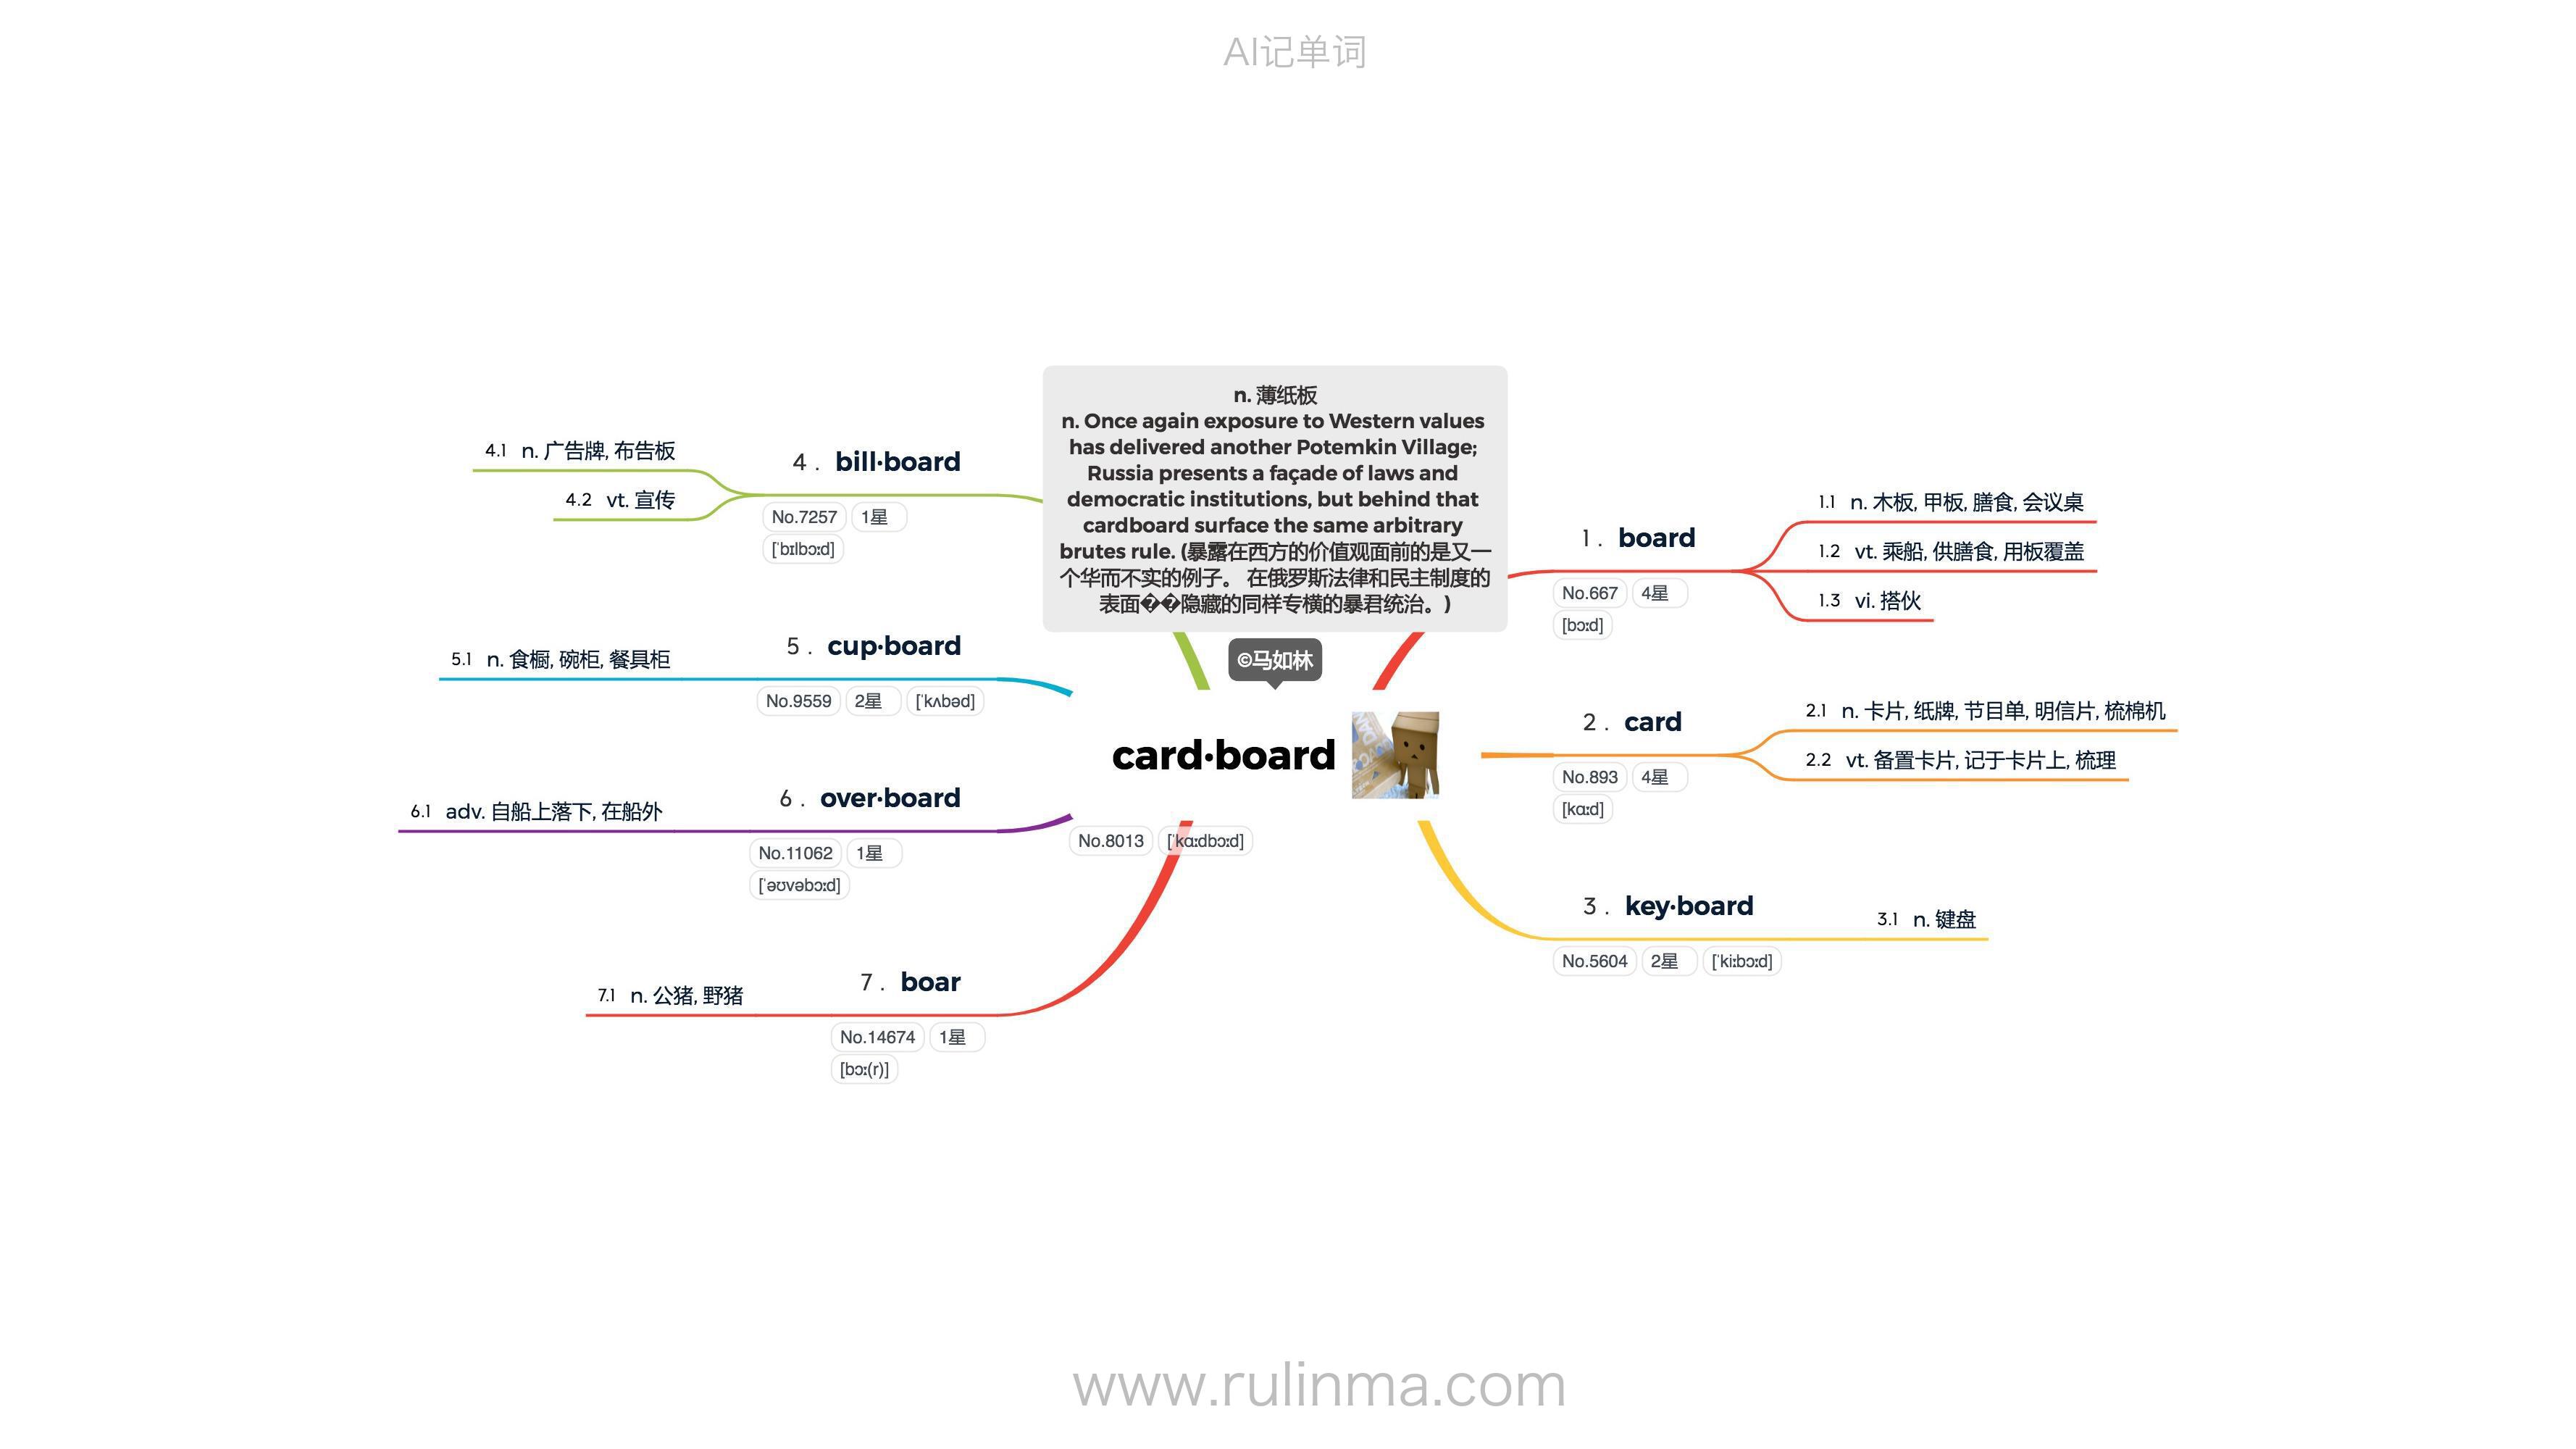 AI记单词
n. 薄纸板
n. Once again exposure to Western values
has delivered another Potemkin Village;
Russia presents a façade of laws and
democratic institutions, but behind that
cardboard surface the same arbitrary
brutes rule. (暴露在西方的价值观面前的是又一
个华而不实的例子。 在俄罗斯法律和民主制度的
表面��隐藏的同样专横的暴君统治。)
©马如林
card·board
No.8013 [ˈkɑːdbɔːd]
1. board
No.667 4星
[bɔːd]
1.1 n. 木板, 甲板, 膳食, 会议桌
1.2 vt. 乘船, 供膳食, 用板覆盖
1.3 vi. 搭伙
2. card
No.893 4星
[kɑːd]
2.1 n. 卡片, 纸牌, 节目单, 明信片, 梳棉机
2.2 vt. 备置卡片, 记于卡片上, 梳理
3. key·board
No.5604 2星 [ˈkiːbɔːd]
3.1 n. 键盘
4. bill·board
No.7257 1星
[ˈbɪlbɔːd]
4.1 n. 广告牌, 布告板
4.2 vt. 宣传
5. cup·board
No.9559 2星 [ˈkʌbəd]
5.1 n. 食橱, 碗柜, 餐具柜
6. over·board
No.11062 1星
[ˈəʊvəbɔːd]
6.1 adv. 自船上落下, 在船外
7. boar
No.14674 1星
[bɔː(r)]
7.1 n. 公猪, 野猪
www.rulinma.com